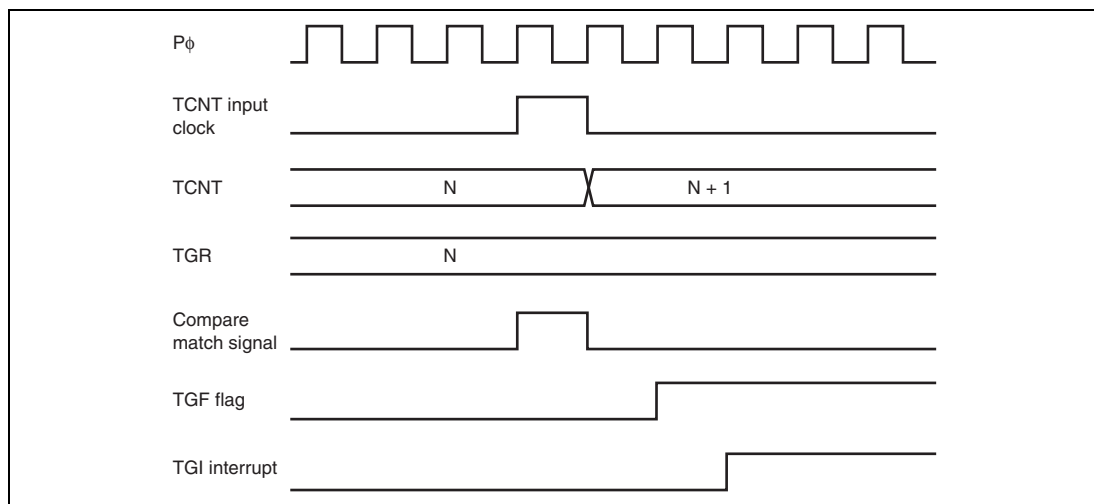 Pϕ
TCNT input
clock
TCNT
N
N + 1
TGR
N
Compare
match signal
TGF flag
TGI interrupt